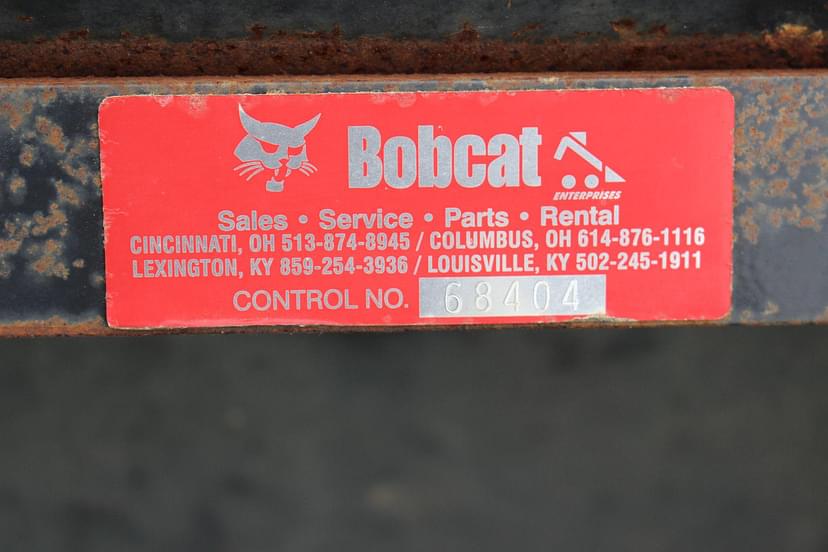 Bobcat
ENTERPRISES
Sales • Service • Parts • Rental
CINCINNATI, OH 513-874-8945 / COLUMBUS, OH 614-876-1116
LEXINGTON, KY 859-254-3936 / LOUISVILLE, KY 502-245-1911
CONTROL NO. 68404